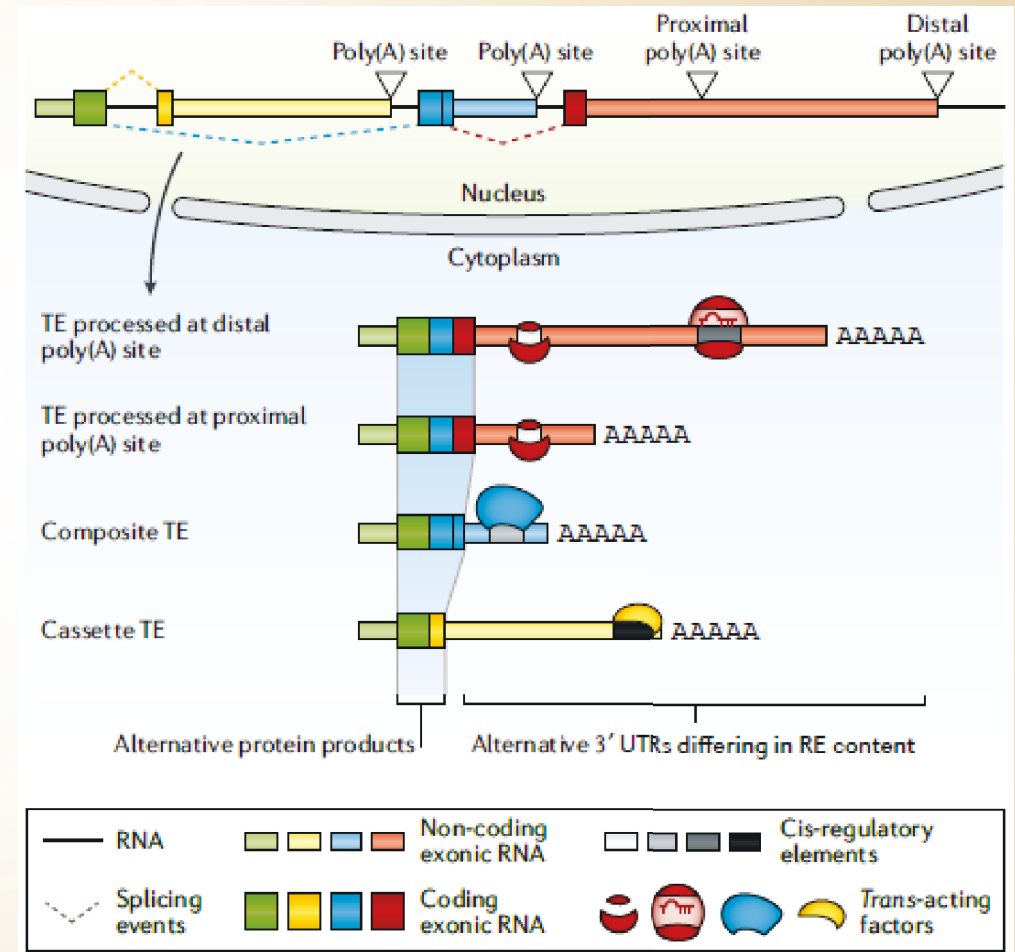 Poly(A) site
Poly(A) site
Proximal
poly(A) site
Distal
poly(A) site
Nucleus
Cytoplasm
TE processed at distal
poly(A) site
AAAAA
TE processed at proximal
poly(A) site
AAAAA
Composite TE
AAAAA
Cassette TE
AAAAA
Alternative protein products
Alternative 3′ UTRs differing in RE content
RNA
Non-coding
exonic RNA
Cis-regulatory
elements
Splicing
events
Coding
exonic RNA
Trans-acting
factors